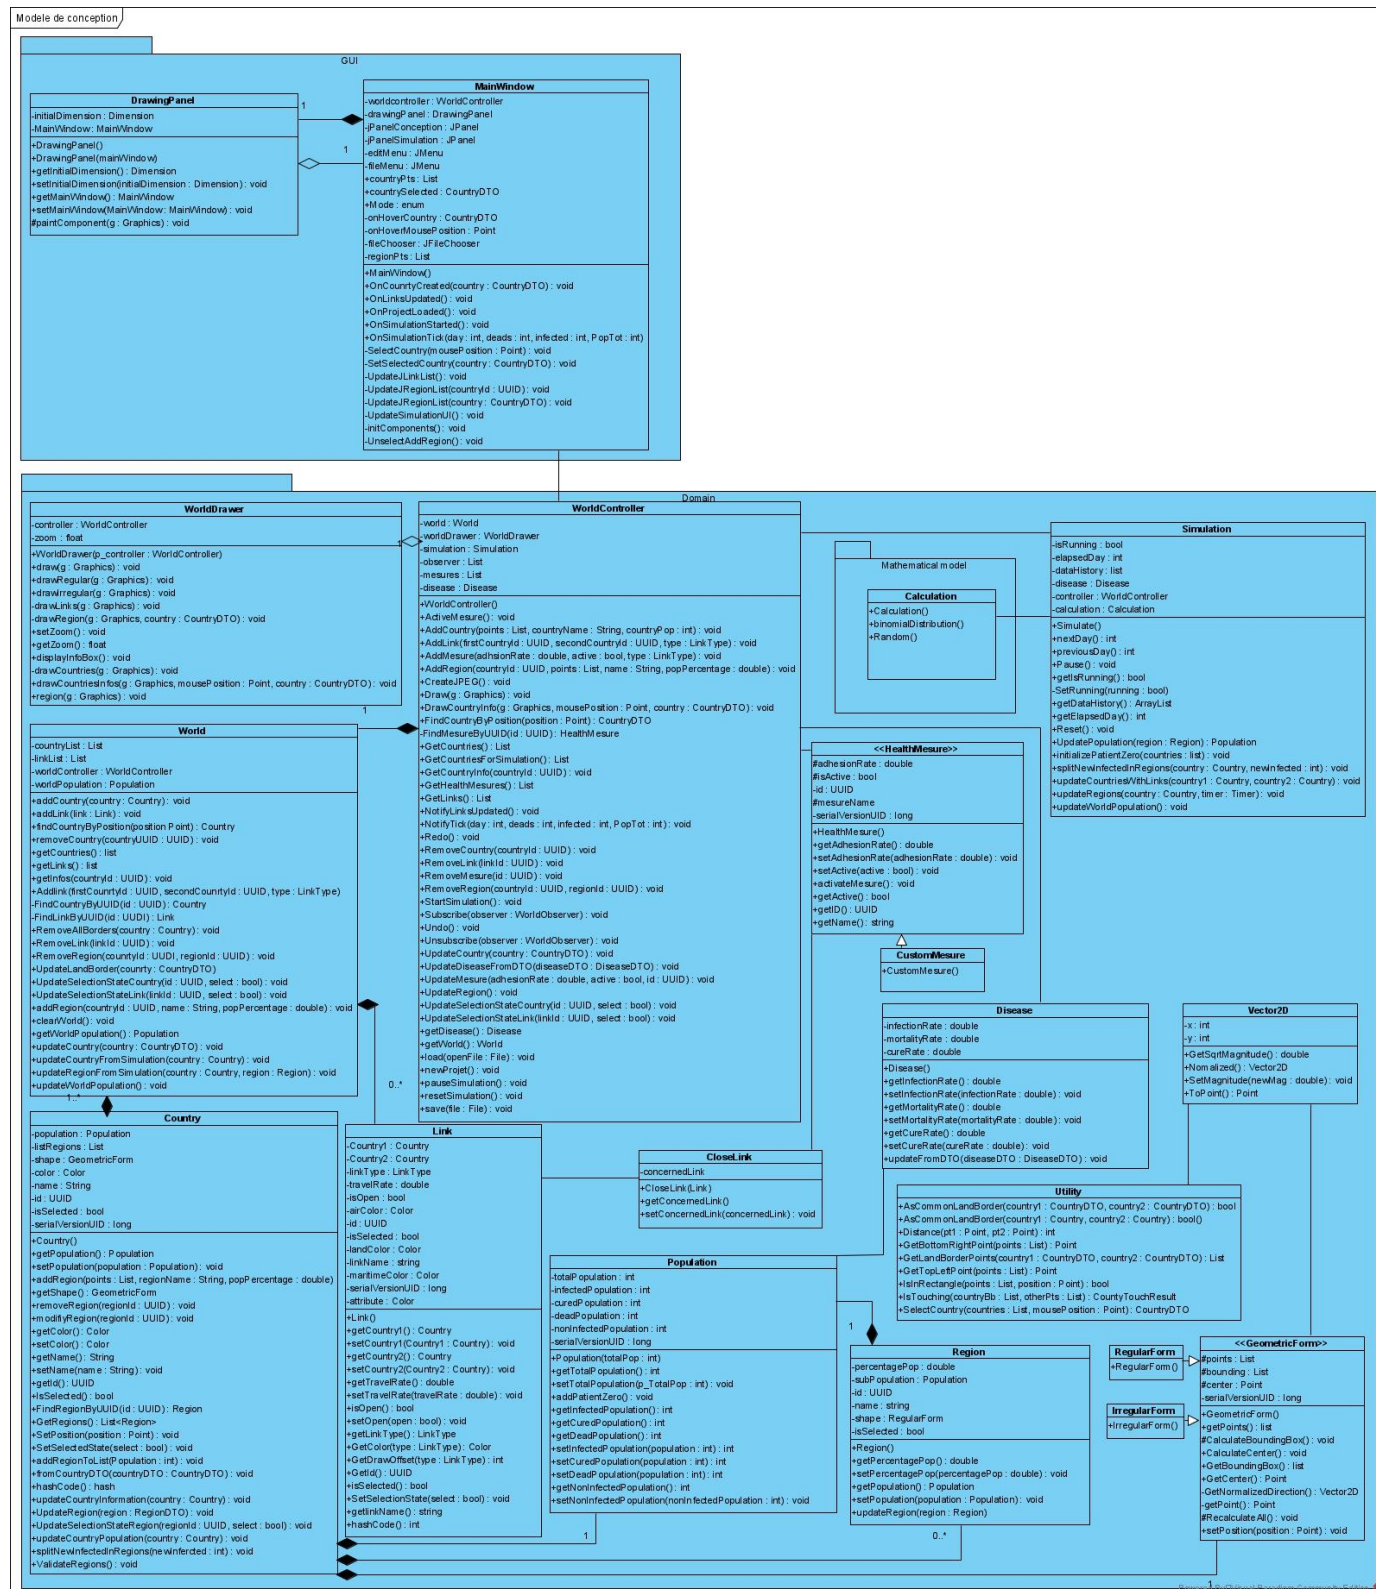 Modele de conception
GUI
DrawingPanel
-initialDimension : Dimension
-MainWindow : MainWindow
+DrawingPanel()
+DrawingPanel(mainWindow)
+getInitialDimension() : Dimension
+setInitialDimension(initialDimension : Dimension) : void
+getMainWindow() : MainWindow
+setMainWindow(MainWindow : MainWindow) : void
#paintComponent(g : Graphics) : void
1
1
MainWindow
-worldcontroller : WorldController
-drawingPanel : DrawingPanel
-jPanelConception : JPanel
-jPanelSimulation : JPanel
-editMenu : JMenu
-fileMenu : JMenu
+countryPts : List
+countrySelected : CountryDTO
+Mode : enum
-onHoverCountry : CountryDTO
-onHoverMousePosition : Point
-fileChooser : JFileChooser
-regionPts : List
+MainWindow()
+OnCounrtyCreated(country : CountryDTO) : void
+OnLinksUpdated() : void
+OnProjectLoaded() : void
+OnSimulationStarted() : void
+OnSimulationTick(day : int, deads : int, infected : int, PopTot : int)
-SelectCountry(mousePosition : Point) : void
-SetSelectedCountry(country : CountryDTO) : void
-UpdateJLinkList() : void
-UpdateJRegionList(countryId : UUID) : void
-UpdateJRegionList(country : CountryDTO) : void
-UpdateSimulationUI() : void
-initComponents() : void
-UnselectAddRegion() : void
Domain
WorldDrawer
-controller : WorldController
-zoom : float
+WorldDrawer(p_controller : WorldController)
+draw(g : Graphics) : void
+drawRegular(g : Graphics) : void
+drawIrregular(g : Graphics) : void
-drawLinks(g : Graphics) : void
-drawRegion(g : Graphics, country : CountryDTO) : void
+setZoom() : void
+getZoom() : float
+displayInfoBox() : void
-drawCountries(g : Graphics) : void
+drawCountriesInfos(g : Graphics, mousePosition : Point, country : CountryDTO) : void
+region(g : Graphics) : void
1
1
WorldController
-world : World
-worldDrawer : WorldDrawer
-simulation : Simulation
-observer : List
-mesures : List
-disease : Disease
+WorldController()
+ActiveMesure() : void
+AddCountry(points : List, countryName : String, countryPop : int) : void
+AddLink(firstCountryId : UUID, secondCountryId : UUID, type : LinkType) : void
+AddMesure(adhsionRate : double, active : bool, type : LinkType) : void
+AddRegion(countryId : UUID, points : List, name : String, popPercentage : double) : void
+CreateJPEG() : void
+Draw(g : Graphics) : void
+DrawCountryInfo(g : Graphics, mousePosition : Point, country : CountryDTO) : void
+FindCountryByPosition(position : Point) : CountryDTO
-FindMesureByUUID(id : UUID) : HealthMesure
+GetCountries() : List
+GetCountriesForSimulation() : List
+GetCountryInfo(countryId : UUID) : void
+GetHealthMesures() : List
+GetLinks() : List
+NotifyLinksUpdated() : void
+NotifyTick(day : int, deads : int, infected : int, PopTot : int) : void
+Redo() : void
+RemoveCountry(countryId : UUID) : void
+RemoveLink(linkId : UUID) : void
+RemoveMesure(id : UUID) : void
+RemoveRegion(countryId : UUID, regionId : UUID) : void
+StartSimulation() : void
+Subscribe(observer : WorldObserver) : void
+Undo() : void
+Unsubscribe(observer : WorldObserver) : void
+UpdateCountry(country : CountryDTO) : void
+UpdateDiseaseFromDTO(diseaseDTO : DiseaseDTO) : void
+UpdateMesure(adhesionRate : double, active : bool, id : UUID) : void
+UpdateRegion() : void
+UpdateSelectionStateCountry(id : UUID, select : bool) : void
+UpdateSelectionStateLink(linkId : UUID, select : bool) : void
+getDisease() : Disease
+getWorld() : World
+load(openFile : File) : void
+newProjet() : void
+pauseSimulation() : void
+resetSimulation() : void
+save(file : File) : void
Mathematical model
Calculation
+Calculation()
+binomialDistribution()
+Random()
Simulation
-isRunning : bool
-elapsedDay : int
-dataHistory : list
-disease : Disease
-controller : WorldController
-calculation : Calculation
+Simulate()
+nextDay() : int
+previousDay() : int
+Pause() : void
+getIsRunning() : bool
-SetRunning(running : bool)
+getDataHistory() : ArrayList
+getElapsedDay() : int
+Reset() : void
+UpdatePopulation(region : Region) : Population
+initializePatientZero(countries : list) : void
+splitNewInfectedInRegions(country : Country, newInfected : int) : void
+updateCountriesWithLinks(country1 : Country, country2 : Country) : void
+updateRegions(country : Country, timer : Timer) : void
+updateWorldPopulation() : void
World
-countryList : List
-linkList : List
-worldController : WorldController
-worldPopulation : Population
+addCountry(country : Country) : void
+addLink(link : Link) : void
+findCountryByPosition(position Point) : Country
+removeCountry(countryUUID : UUID) : void
+getCountries() : list
+getLinks() : list
+getInfos(countryId : UUID) : void
+Addlink(firstCounrtyId : UUID, secondCounrtyId : UUID, type : LinkType)
-FindCountryByUUID(id : UUID) : Country
-FindLinkByUUID(id : UUDI) : Link
+RemoveAllBorders(country : Country) : void
+RemoveLink(linkId : UUID) : void
+RemoveRegion(counrtyId : UUDI, regionId : UUID) : void
+UpdateLandBorder(counrty : CountryDTO)
+UpdateSelectionStateCountry(id : UUID, select : bool) : void
+UpdateSelectionStateLink(linkId : UUID, select : bool) : void
+addRegion(countryId : UUID, name : String, popPercentage : double) : void
+clearWorld() : void
+getWorldPopulation() : Population
+updateCountry(country : CountryDTO) : void
+updateCountryFromSimulation(country : Country) : void
+updateRegionFromSimulation(country : Country, region : Region) : void
+updateWorldPopulation() : void
1..*
0..*
<<HealthMesure>>
#adhesionRate : double
#isActive : bool
-id : UUID
#mesureName
-serialVersionUID : long
+HealthMesure()
+getAdhesionRate() : double
+setAdhesionRate(adhesionRate : double) : void
+setActive(active : bool) : void
+activateMesure() : void
+getActive() : bool
+getID() : UUID
+getName() : string
CustomMesure
+CustomMesure()
Disease
-infectionRate : double
-mortalityRate : double
-cureRate : double
+Disease()
+getInfectionRate() : double
+setInfectionRate(infectionRate : double) : void
+getMortalityRate() : double
+setMortalityRate(mortalityRate : double) : void
+getCureRate() : double
+setCureRate(cureRate : double) : void
+updateFromDTO(diseaseDTO : DiseaseDTO) : void
Vector2D
-x : int
-y : int
+GetSqrtMagnitude() : double
+Nomalized() : Vector2D
+SetMagnitude(newMag : double) : void
+ToPoint() : Point
Country
-population : Population
-listRegions : List
-shape : GeometricForm
-color : Color
-name : String
-id : UUID
-isSelected : bool
-serialVersionUID : long
+Country()
+getPopulation() : Population
+setPopulation(population : Population) : void
+addRegion(points : List, regionName : String, popPercentage : double)
+getShape() : GeometricForm
+removeRegion(regionId : UUID) : void
+modifiyRegion(regionId : UUID) : void
+getColor() : Color
+setColor() : Color
+getName() : String
+setName(name : String) : void
+getId() : UUID
+IsSelected() : bool
+FindRegionByUUID(id : UUID) : Region
+GetRegions() : List<Region>
+SetPosition(position : Point) : void
+SetSelectedState(select : bool) : void
+addRegionToList(Population : int) : void
+fromCountryDTO(countryDTO : CountryDTO) : void
+hashCode() : hash
+updateCountryInformation(country : Country) : void
+UpdateRegion(region : RegionDTO) : void
+UpdateSelectionStateRegion(regionId : UUID, select : bool) : void
+updateCountryPopulation(country : Country) : void
+splitNewInfectedInRegions(newInfercted : int) : void
+ValidateRegions() : void
Link
-Country1 : Country
-Country2 : Country
-linkType : LinkType
-travelRate : double
-isOpen : bool
-airColor : Color
-id : UUID
-isSelected : bool
-landColor : Color
-linkName : string
-maritimeColor : Color
-serialVersionUID : long
-attribute : Color
+Link()
+getCountry1() : Country
+setCountry1(Country1 : Country) : void
+getCountry2() : Country
+setCountry2(Country2 : Country) : void
+getTravelRate() : double
+setTravelRate(travelRate : double) : void
+isOpen() : bool
+setOpen(open : bool) : void
+getLinkType() : LinkType
+GetColor(type : LinkType) : Color
+GetDrawOffset(type : LinkType) : int
+GetId() : UUID
+isSelected() : bool
+SetSelectionState(select : bool) : void
+getlinkName() : string
+hashCode() : int
CloseLink
-concernedLink
+CloseLink(Link)
+getConcernedLink()
+setConcernedLink(concernedLink) : void
Utility
+AsCommonLandBorder(country1 : CountryDTO, country2 : CountryDTO) : bool
+AsCommonLandBorder(country1 : Country, country2 : Country) : bool()
+Distance(pt1 : Point, pt2 : Point) : int
+GetBottomRightPoint(points : List) : Point
+GetLandBorderPoints(country1 : CountryDTO, country2 : CountryDTO) : List
+GetTopLeftPoint(points : List) : Point
+IsInRectangle(points : List, position : Point) : bool
+IsTouching(countryBb : List, otherPts : List) : CountyTouchResult
+SelectCountry(countries : List, mousePosition : Point) : CountryDTO
Population
-totalPopulation : int
-infectedPopulation : int
-curedPopulation : int
-deadPopulation : int
-nonInfectedPopulation : int
-serialVersionUID : long
+Population(totalPop : int)
+getTotalPopulation() : int
+setTotalPopulation(p_TotalPop : int) : void
+addPatientZero() : void
+getInfectedPopulation() : int
+getCuredPopulation() : int
+getDeadPopulation() : int
+setInfectedPopulation(population : int) : int
+setCuredPopulation(population : int) : int
+setDeadPopulation(population : int) : int
+getNonInfectedPopulation() : int
+setNonInfectedPopulation(nonInfectedPopulation : int) : void
1
Region
-percentagePop : double
-subPopulation : Population
-id : UUID
-name : string
-shape : RegularForm
-isSelected : bool
+Region()
+getPercentagePop() : double
+setPercentagePop(percentagePop : double) : void
+getPopulation() : Population
+setPopulation(population : Population) : void
+updateRegion(region : Region)
RegularForm
+RegularForm()
IrregularForm
+IrregularForm()
<<GeometricForm>>
#points : List
#bounding : List
#center : Point
-serialVersionUID : long
+GeometricForm()
+getPoints() : list
#CalculateBoundingBox() : void
+CalculateCenter() : void
+GetBoundingBox() : list
+GetCenter() : Point
-GetNormalizedDirection() : Vector2D
-getPoint() : Point
#RecalculateAll() : void
+setPosition(position : Point) : void
1
0..*
1